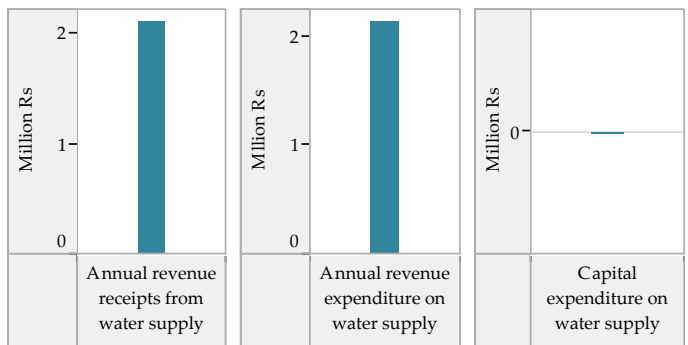 Million Rs
2
1
0
Annual revenue
receipts from
water supply
Mllion Rs
2
1
0
Annual revenue
expenditure on
water supply
Million Rs
0
Capital
expenditure on
water supply